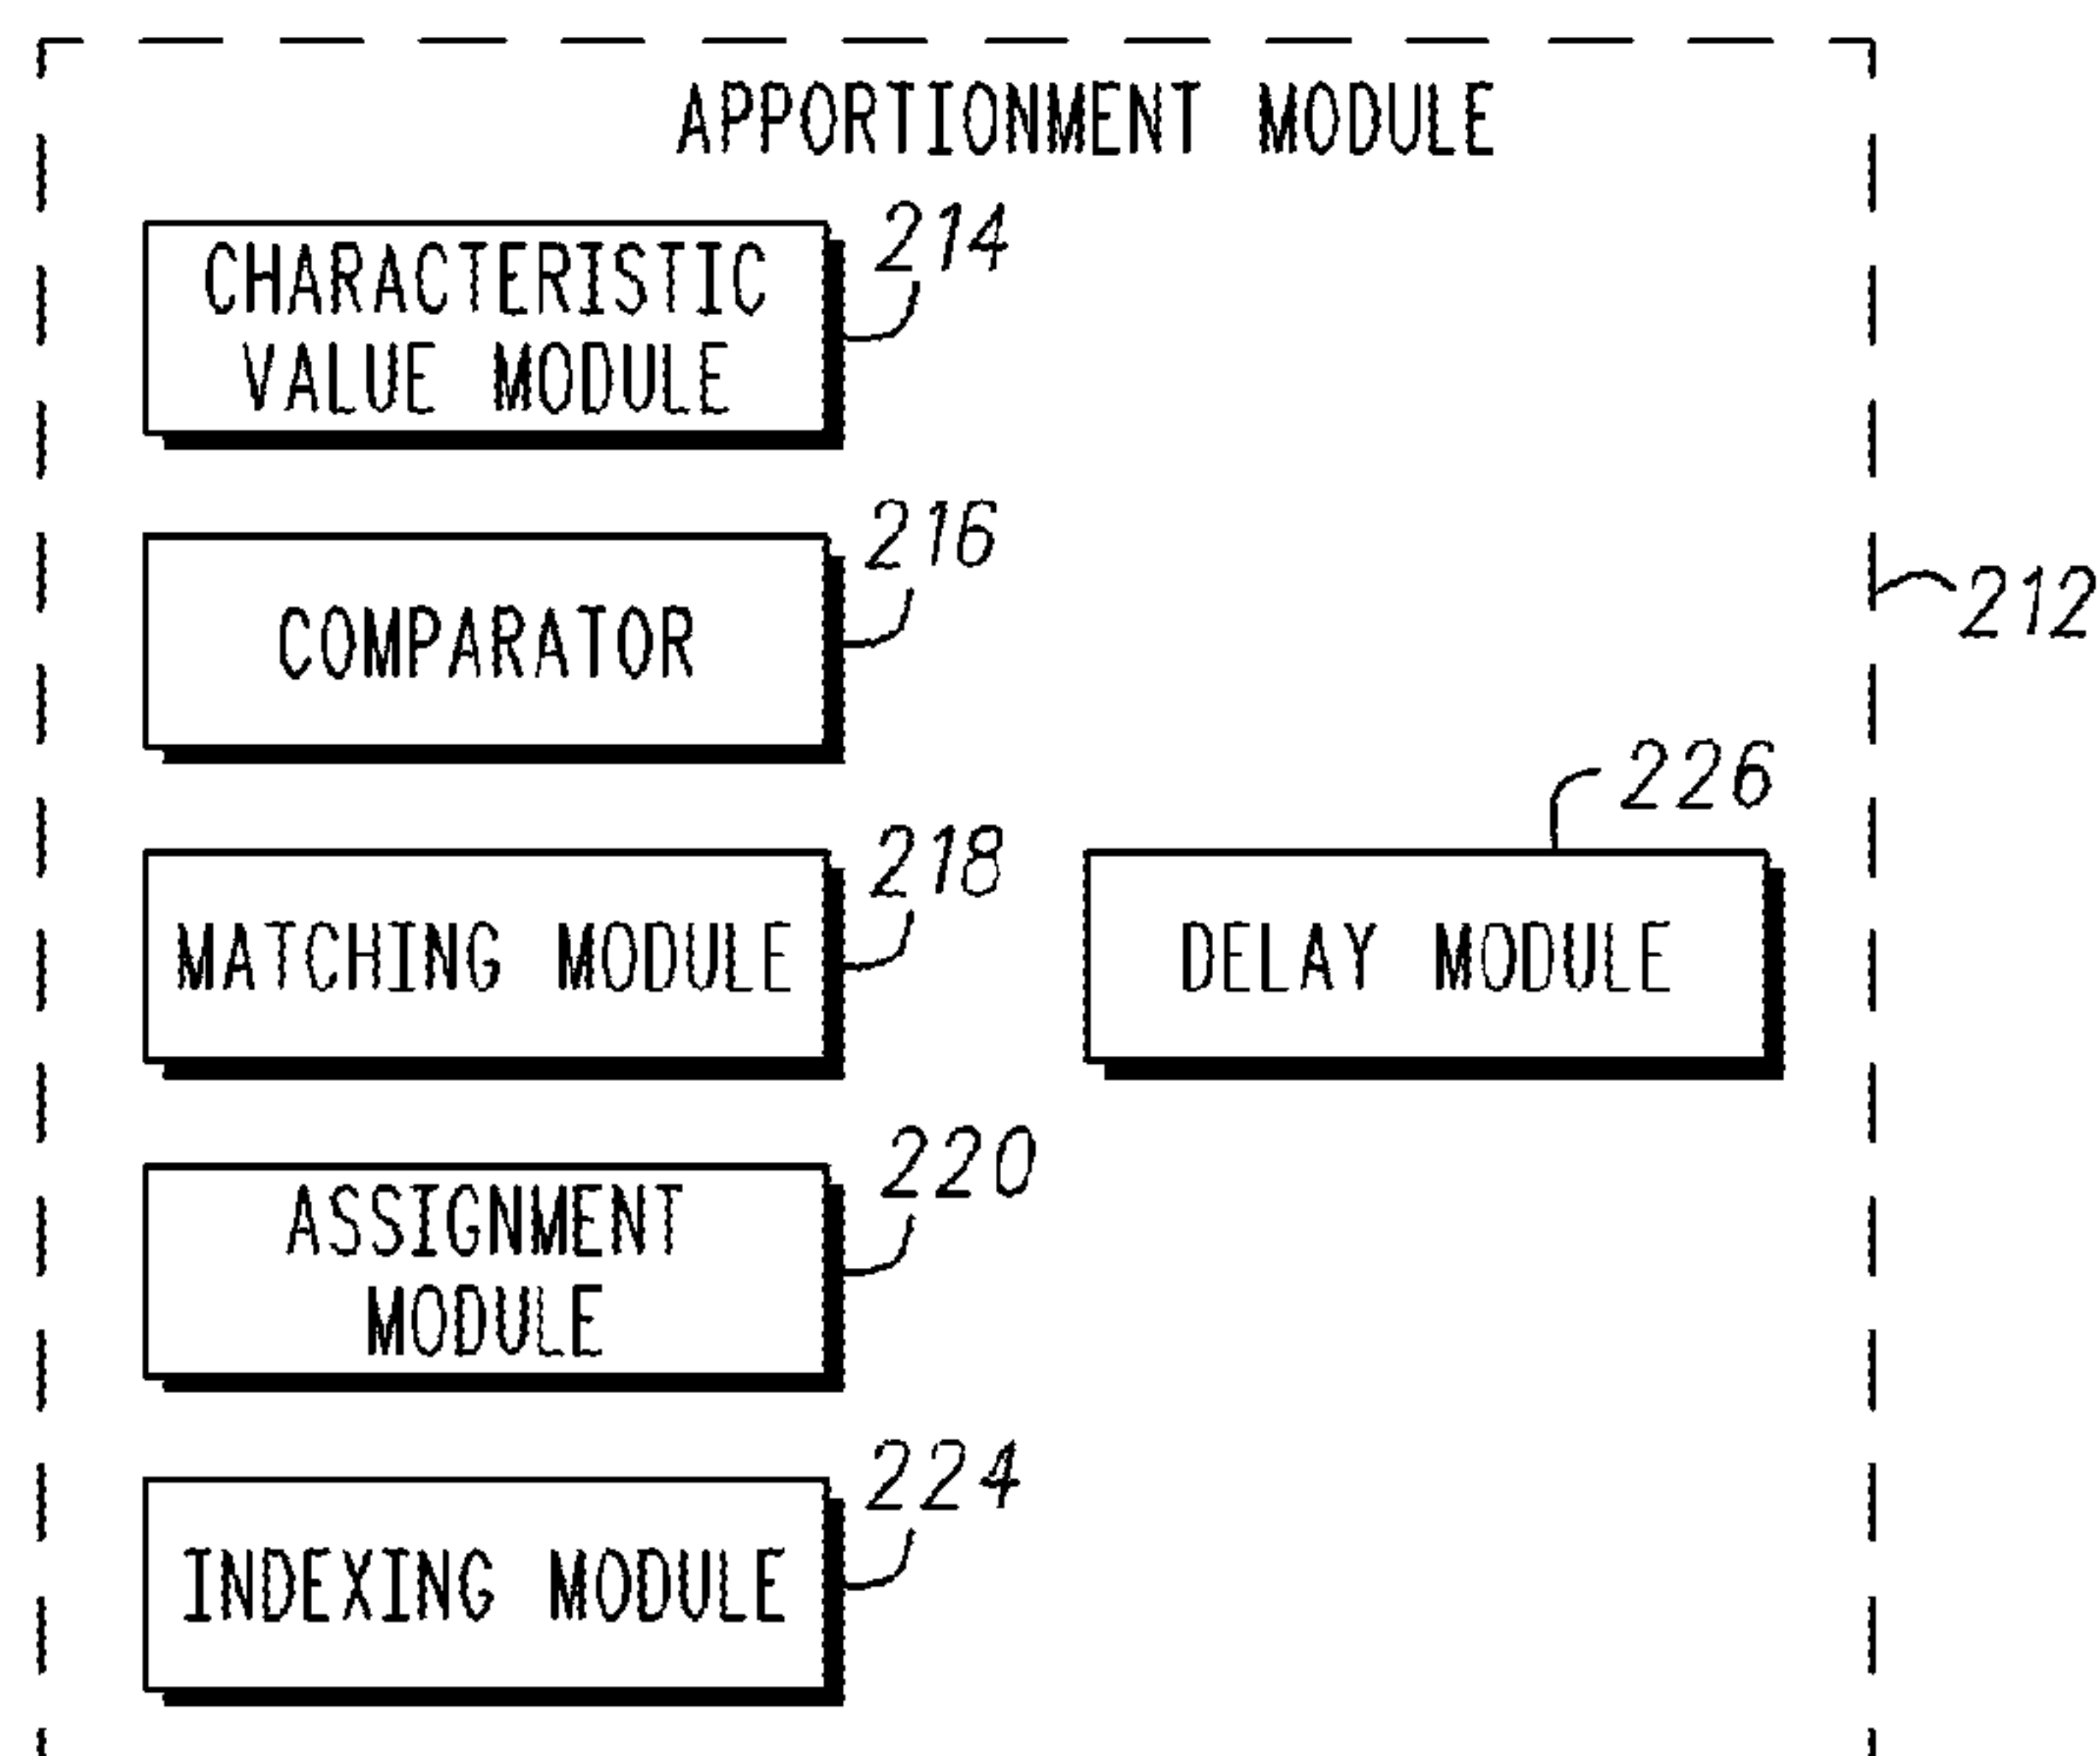 APPORTIONMENT MODULE
214
CHARACTERISTIC
VALUE MODULE
216
COMPARATOR
212
226
218
MATCHING MODULE
DELAY MODULE
220
ASSIGNMENT
MODULE
224
INDEXING MODULE